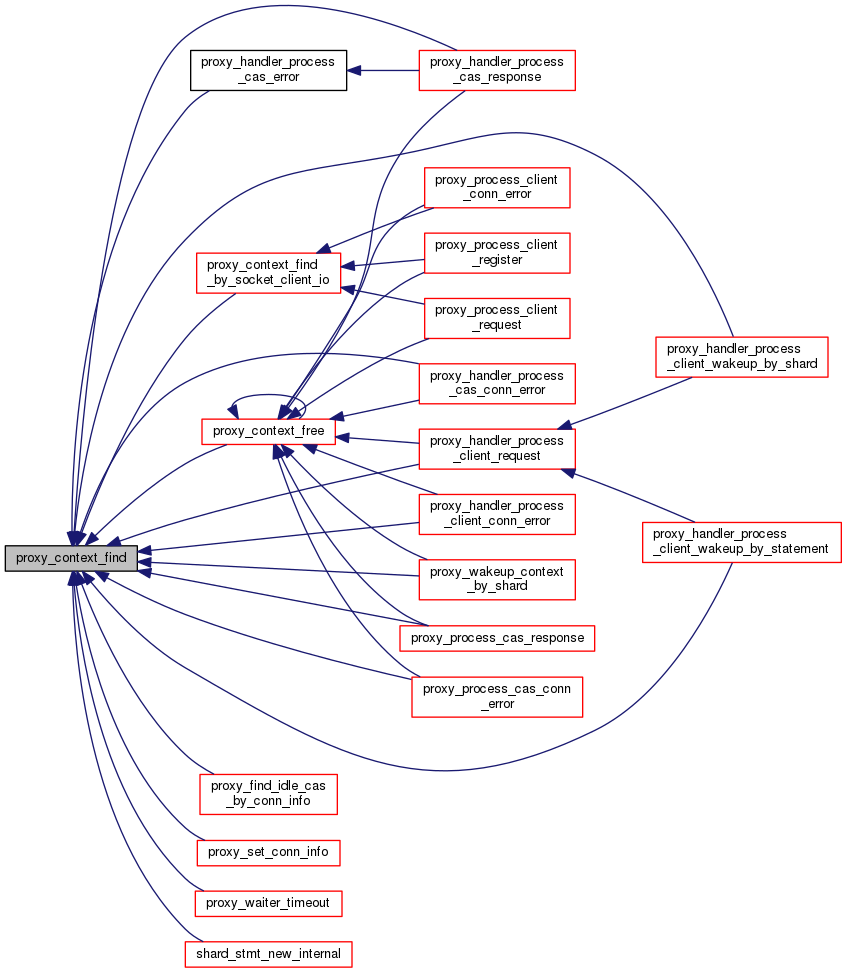 proxy_handler_process
_cas_error
proxy_handler_process
_cas_response
proxy_process_client
_conn_error
proxy_context_find
_by_socket_client_io
proxy_process_client
_register
proxy_process_client
_request
proxy_handler_process
_client_wakeup_by_shard
proxy_handler_process
_cas_conn_error
proxy_context_free
proxy_handler_process
_client_request
proxy_handler_process
_client_conn_error
proxy_handler_process
_client_wakeup_by_statement
proxy_context_find
proxy_wakeup_context
_by_shard
proxy_process_cas_response
proxy_process_cas_conn
_error
proxy_find_idle_cas
_by_conn_info
proxy_set_conn_info
proxy_waiter_timeout
shard_stmt_new_internal